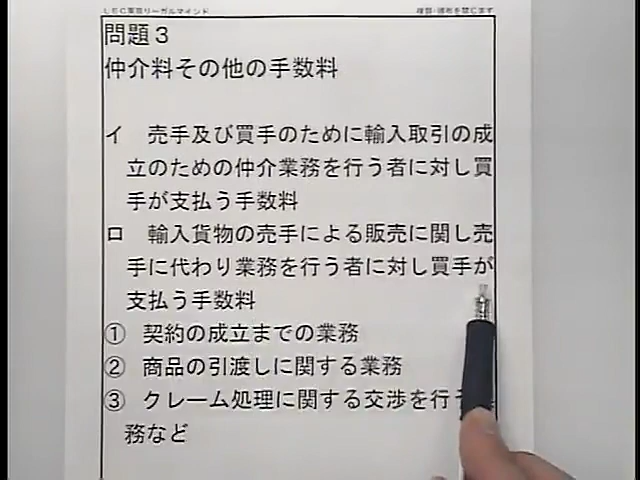 LEC東京リーガルマインド
複製・頒布を禁じます
問題3
仲介料その他の手数料
イ 売手及び買手のために輸入取引の成
立のための仲介業務を行う者に対し買
手が支払う手数料
ロ 輸入貨物の売手による販売に関し売
手に代わり業務を行う者に対し買手が
支払う手数料
① 契約の成立までの業務
② 商品の引渡しに関する業務
③ クレーム処理に関する交渉を行う
務など